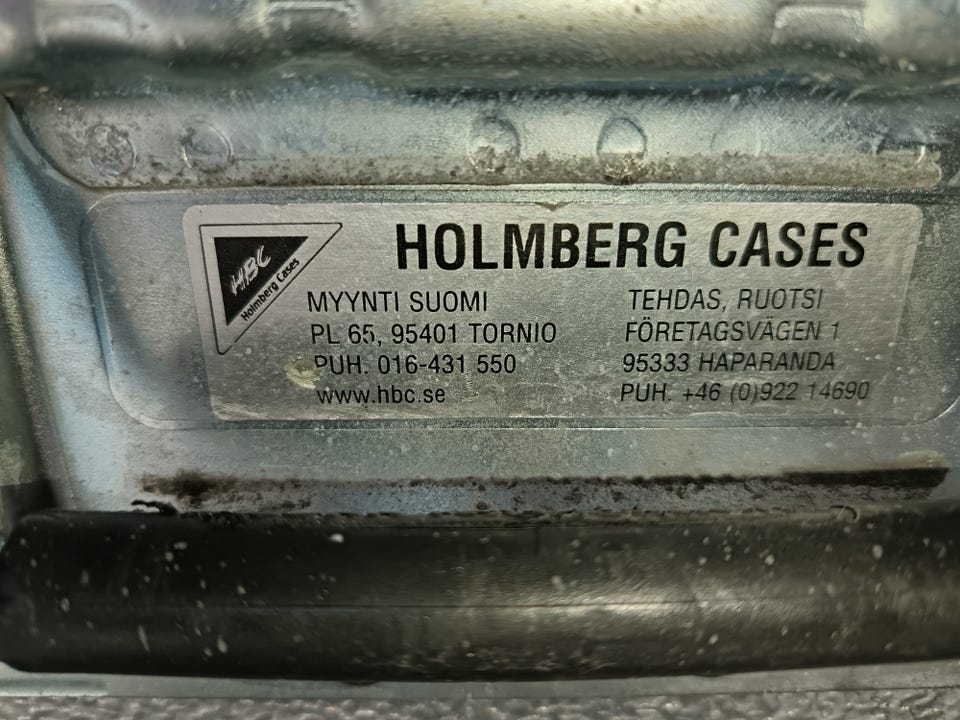 HBC
Holmberg Cases
HOLMBERG CASES
MYYNTI SUOMI
PL 65, 95401 TORNIO
PUH. 016-431 550
www.hbc.se
TEHDAS, RUOTSI
FÖRETAGSVÄGEN 1
95333 HAPARANDA
PUH. +46 (0)922 14690